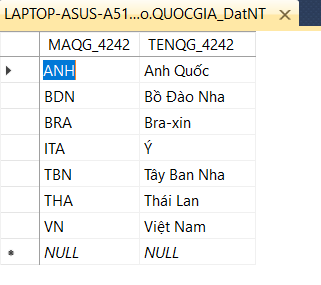 LAPTOP-ASUS-A51...o.QUOCGIA_DatNT
MAQG_4242 TENQG_4242
ANH Anh Quốc
BDN Bồ Đào Nha
BRA Bra-xin
ITA Ý
TBN Tây Ban Nha
THA Thái Lan
VN Việt Nam
NULL NULL